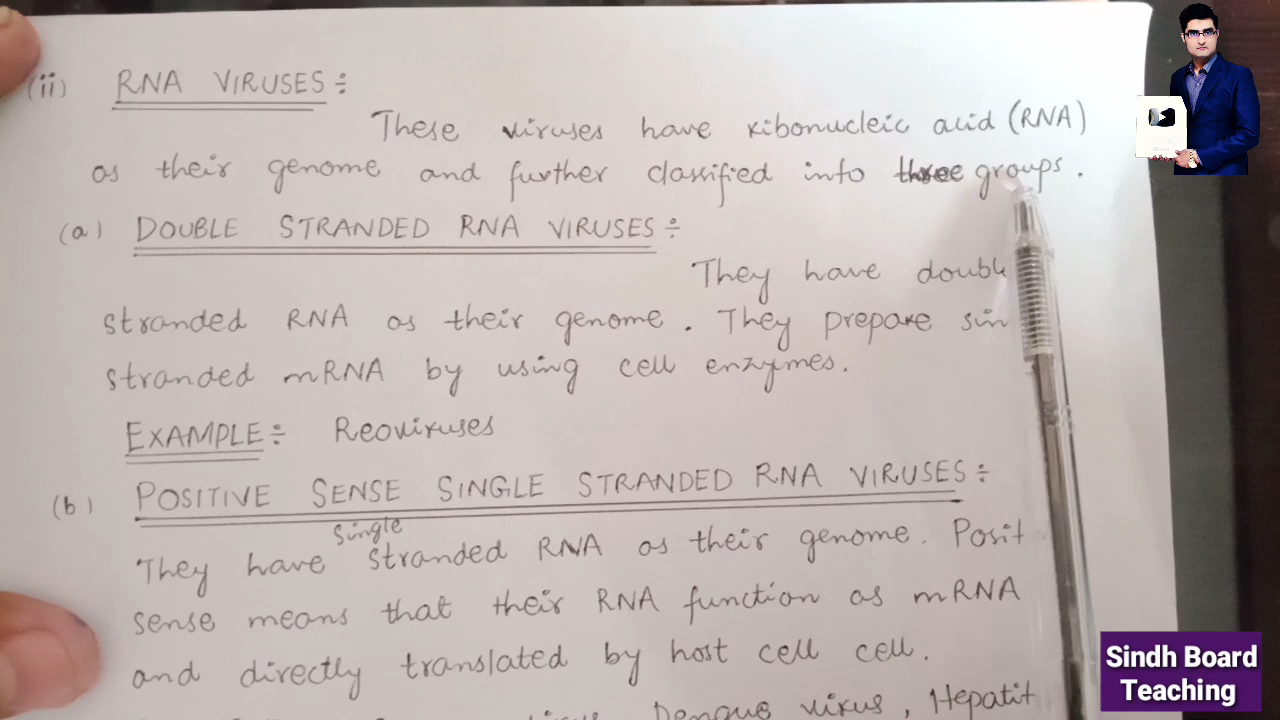 (ii) RNA VIRUSES÷
These viruses have ribonucleic acid (RNA)
as their genome and further classified into three groups.
(a) DOUBLE STRANDED RNA VIRUSES÷
They have doubl
stranded RNA as their genome. They prepare sin
stranded mRNA by using cell enzymes.
EXAMPLE÷ Reoviruses
(b) POSITIVE SENSE SINGLE STRANDED RNA VIRUSES÷
They have single stranded RNA as their genome. Posit
sense means that their RNA function as mRNA
and directly translated by host cell cell.
Dengue virus, Hepatit
Sindh Board
Teaching